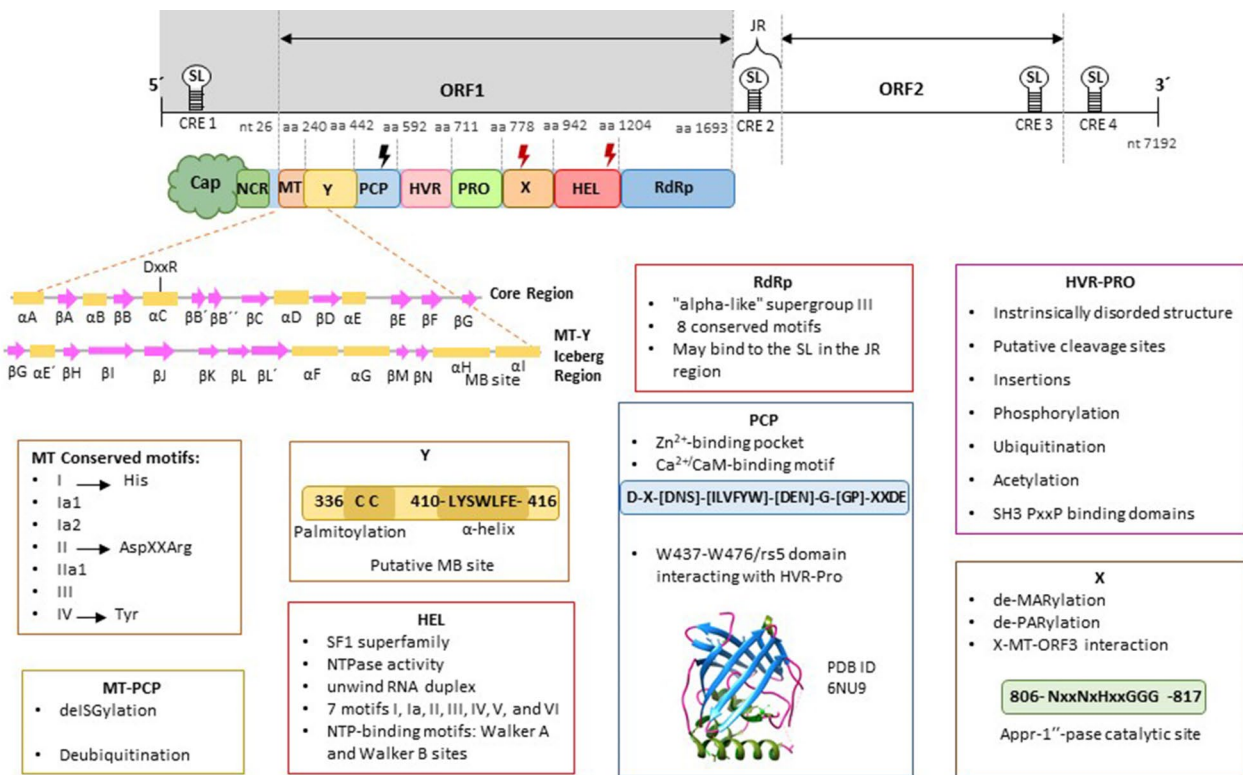 JR
SL
SL
SL
SL
5´
ORF1
ORF2
3´
CRE 1
CRE 2
CRE 3
CRE 4
nt 26
aa 240
aa 442
aa 592
aa 711
aa 778
aa 942
aa 1204
aa 1693
nt 7192
Cap
NCR
MT
Y
PCP
HVR
PRO
X
HEL
RdRp
DxxR
Core Region
αA
βA
αB
βB
αC
βB´
βB´´
βC
αD
βD
αE
βE
βF
βG
MT-Y
Iceberg
Region
βG
αE´
βH
βI
βJ
βK
βL
βL´
αF
αG
βM
βN
αH
αI
MB site
MT Conserved motifs:
• I → His
• Ia1
• Ia2
• II → AspXXArg
• IIa1
• III
• IV → Tyr
MT-PCP
• deISGylation
• Deubiquitination
Y
336 C C 410- LYSWLFE- 416
Palmitoylation α-helix
Putative MB site
HEL
• SF1 superfamily
• NTPase activity
• unwind RNA duplex
• 7 motifs I, Ia, II, III, IV, V, and VI
• NTP-binding motifs: Walker A
and Walker B sites
RdRp
• "alpha-like" supergroup III
• 8 conserved motifs
• May bind to the SL in the JR
region
PCP
• Zn²⁺-binding pocket
• Ca²⁺/CaM-binding motif
D-X-[DNS]-[ILVFYW]-[DEN]-G-[GP]-XXDE
• W437-W476/rs5 domain
interacting with HVR-Pro
PDB ID
6NU9
HVR-PRO
• Instrinsically disordered structure
• Putative cleavage sites
• Insertions
• Phosphorylation
• Ubiquitination
• Acetylation
• SH3 PxxP binding domains
X
• de-MARylation
• de-PARylation
• X-MT-ORF3 interaction
806- NxxNxHxxGGG -817
Appr-1″-pase catalytic site